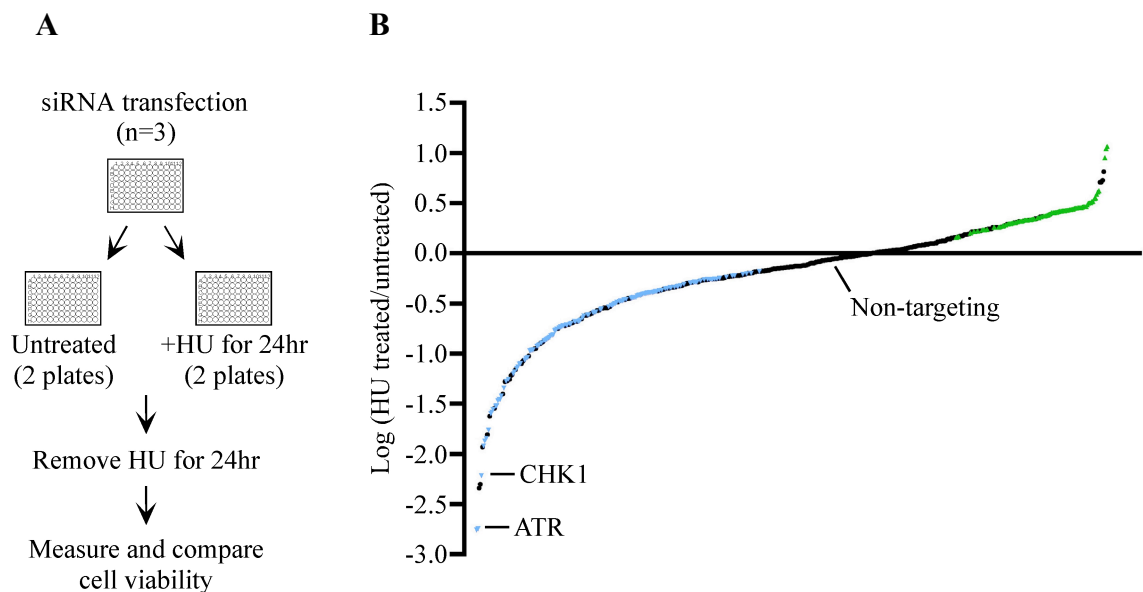 A
B
siRNA transfection
(n=3)
Untreated
(2 plates)
+HU for 24hr
(2 plates)
Remove HU for 24hr
Measure and compare
cell viability
Log (HU treated/untreated)
1.5
1.0
0.5
0.0
-0.5
-1.0
-1.5
-2.0
-2.5
-3.0
Non-targeting
CHK1
ATR